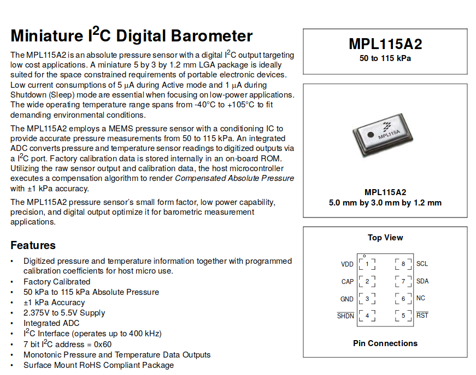 Miniature I²C Digital Barometer
The MPL115A2 is an absolute pressure sensor with a digital I²C output targeting
low cost applications. A miniature 5 by 3 by 1.2 mm LGA package is ideally
suited for the space constrained requirements of portable electronic devices.
Low current consumptions of 5 μA during Active mode and 1 μA during
Shutdown (Sleep) mode are essential when focusing on low-power applications.
The wide operating temperature range spans from -40°C to +105°C to fit
demanding environmental conditions.
The MPL115A2 employs a MEMS pressure sensor with a conditioning IC to
provide accurate pressure measurements from 50 to 115 kPa. An integrated
ADC converts pressure and temperature sensor readings to digitized outputs via
a I²C port. Factory calibration data is stored internally in an on-board ROM.
Utilizing the raw sensor output and calibration data, the host microcontroller
executes a compensation algorithm to render Compensated Absolute Pressure
with ±1 kPa accuracy.
The MPL115A2 pressure sensor's small form factor, low power capability,
precision, and digital output optimize it for barometric measurement
applications.
Features
• Digitized pressure and temperature information together with programmed
calibration coefficients for host micro use.
• Factory Calibrated
• 50 kPa to 115 kPa Absolute Pressure
• ±1 kPa Accuracy
• 2.375V to 5.5V Supply
• Integrated ADC
• I²C Interface (operates up to 400 kHz)
• 7 bit I²C address = 0x60
• Monotonic Pressure and Temperature Data Outputs
• Surface Mount RoHS Compliant Package
MPL115A2
50 to 115 kPa
MPL115A
MPL115A2
5.0 mm by 3.0 mm by 1.2 mm
Top View
VDD 1 8 SCL
CAP 2 7 SDA
GND 3 6 NC
SHDN 4 5 RST
Pin Connections